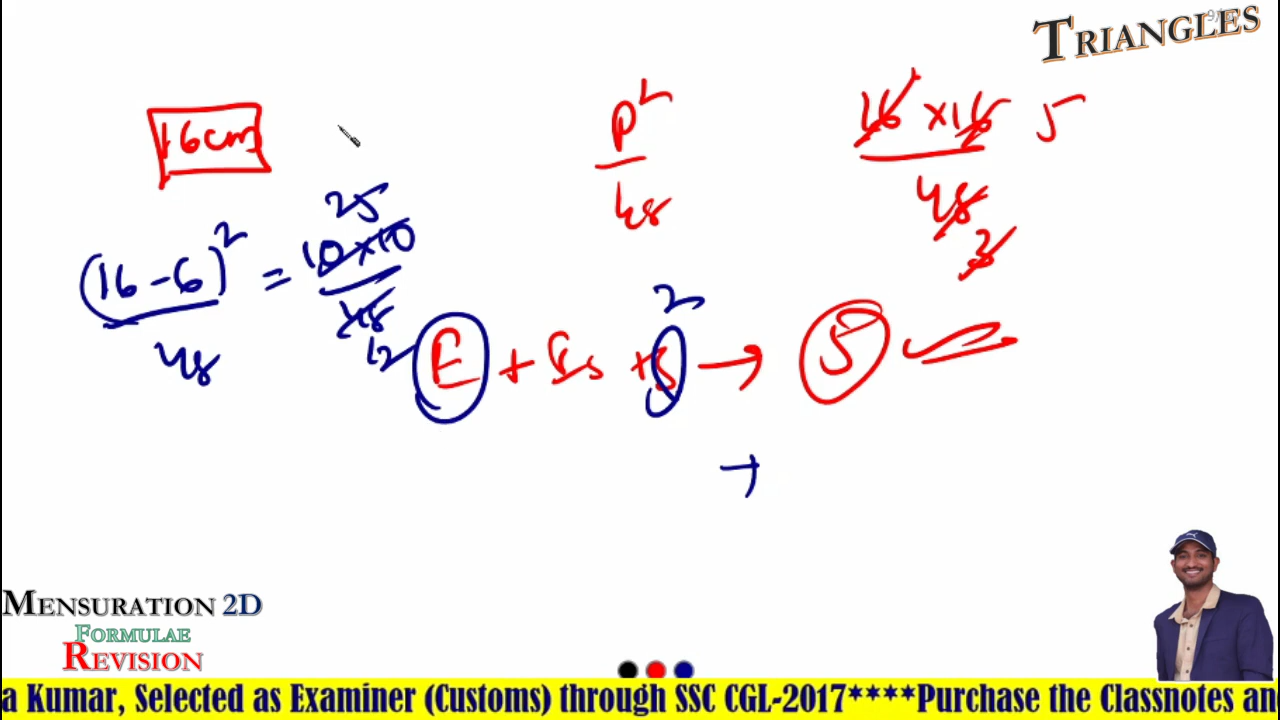 TRIANGLES
16cm
P²
48
16 × 16 5
48
3
(16 - 6)² = 10 × 10
48
25
48
12
E + Es + S → 5
2
MENSURATION 2D
FORMULAE
REVISION
a Kumar, Selected as Examiner (Customs) through SSC CGL-2017****Purchase the Classnotes an